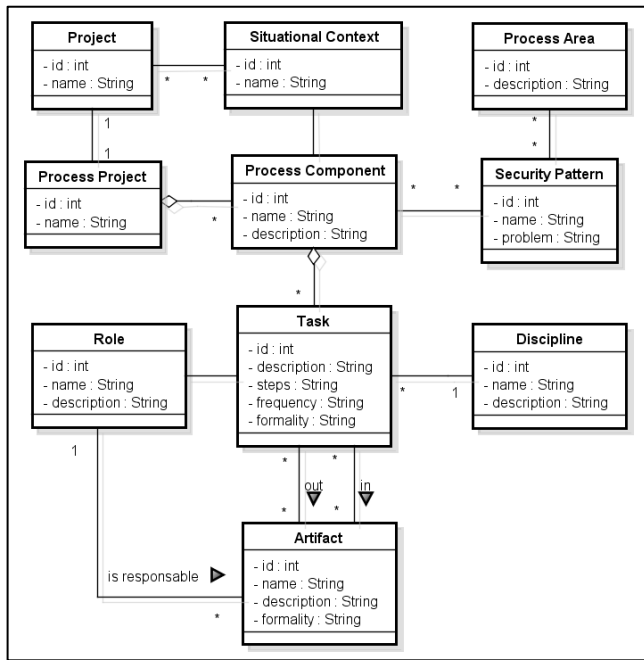 Project
- id : int
- name : String
Situational Context
- id : int
- name : String
Process Area
- id : int
- description : String
*
*
1
1
*
*
Process Project
- id : int
- name : String
*
Process Component
- id : int
- name : String
- description : String
*
*
Security Pattern
- id : int
- name : String
- problem : String
*
Role
- id : int
- name : String
- description : String
Task
- id : int
- description : String
- steps : String
- frequency : String
- formality : String
*
1
Discipline
- id : int
- name : String
- description : String
1
*
*
out
in
*
*
is responsable
*
Artifact
- id : int
- name : String
- description : String
- formality : String